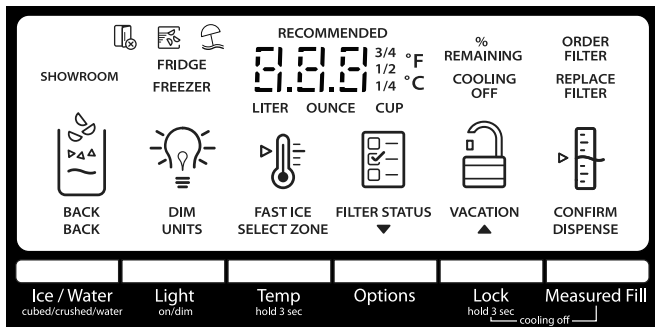 RECOMMENDED
SHOWROOM
FRIDGE
FREEZER
8.8.8
3/4
1/2
1/4
°F
°C
LITER OUNCE CUP
%
REMAINING
COOLING
OFF
ORDER
FILTER
REPLACE
FILTER
BACK
BACK
DIM
UNITS
FAST ICE
SELECT ZONE
FILTER STATUS
VACATION
CONFIRM
DISPENSE
Ice / Water
cubed/crushed/water
Light
on/dim
Temp
hold 3 sec
Options
Lock
hold 3 sec
Measured Fill
cooling off